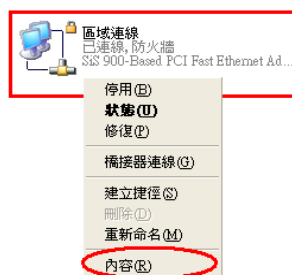 區域連線
已連線, 防火牆
SiS 900-Based PCI Fast Ethernet Ad...
停用(B)
狀態(U)
修復(P)
橋接器連線(G)
建立捷徑(S)
刪除(D)
重新命名(M)
內容(R)